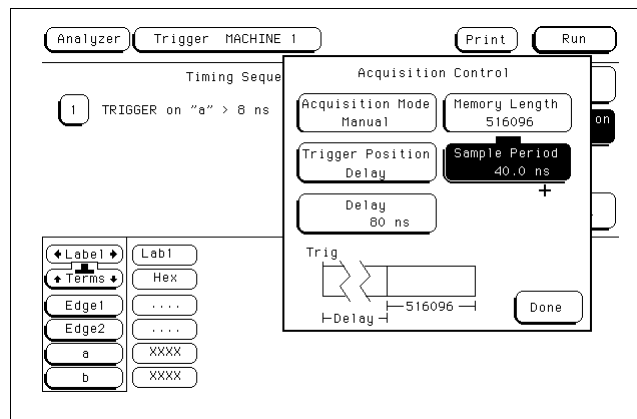 Analyzer Trigger MACHINE 1 Print Run
Timing Seque
1 TRIGGER on "a" > 8 ns
on
Acquisition Control
Acquisition Mode
Manual
Memory Length
516096
Trigger Position
Delay
Sample Period
40.0 ns
Delay
80 ns
Trig
516096
Delay
Done
Label Lab1
Terms Hex
Edge1 ....
Edge2 ....
a XXXX
b XXXX